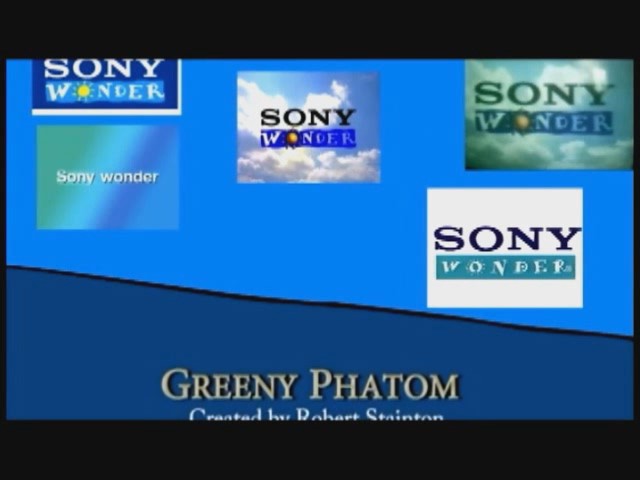 SONY
WONDER
SONY
WONDER
SONY
WONDER
Sony wonder
SONY
WONDER
GREENY PHATOM
Created by Robert Stainton